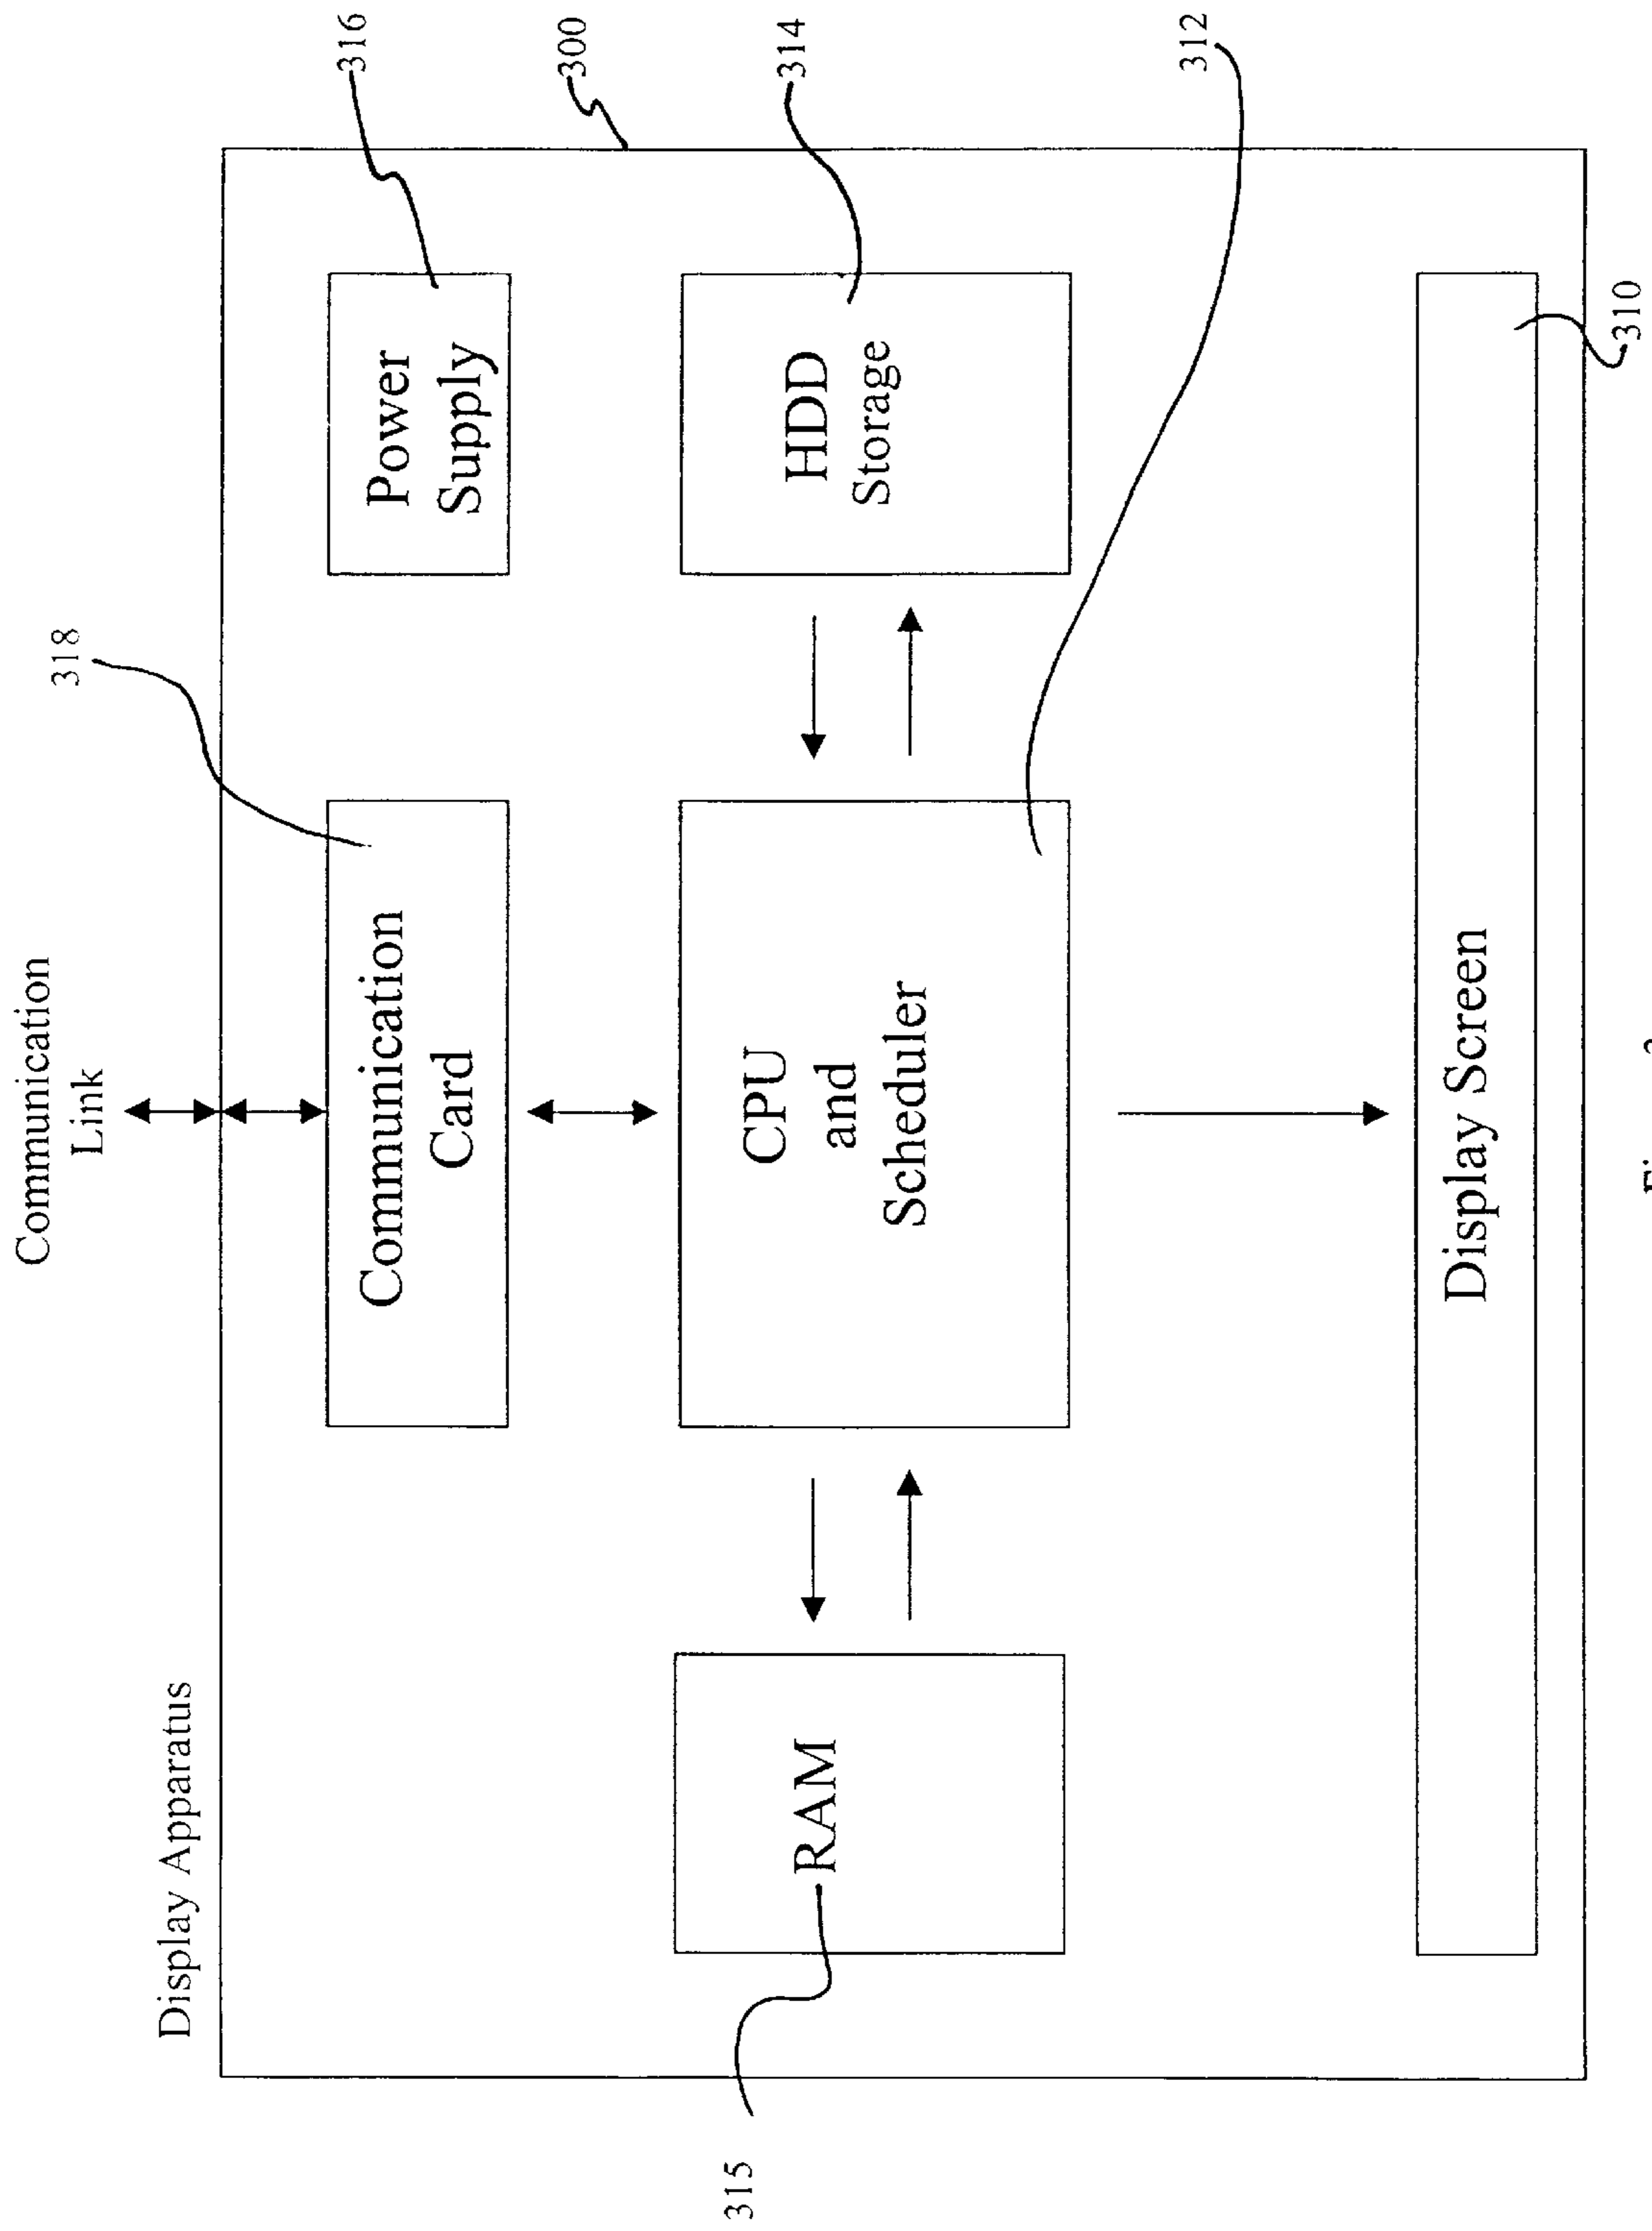 Communication
Link
318
Display Apparatus
316
Communication
Card
Power
Supply
300
315
RAM
CPU
and
Scheduler
HDD
Storage
314
312
Display Screen
310